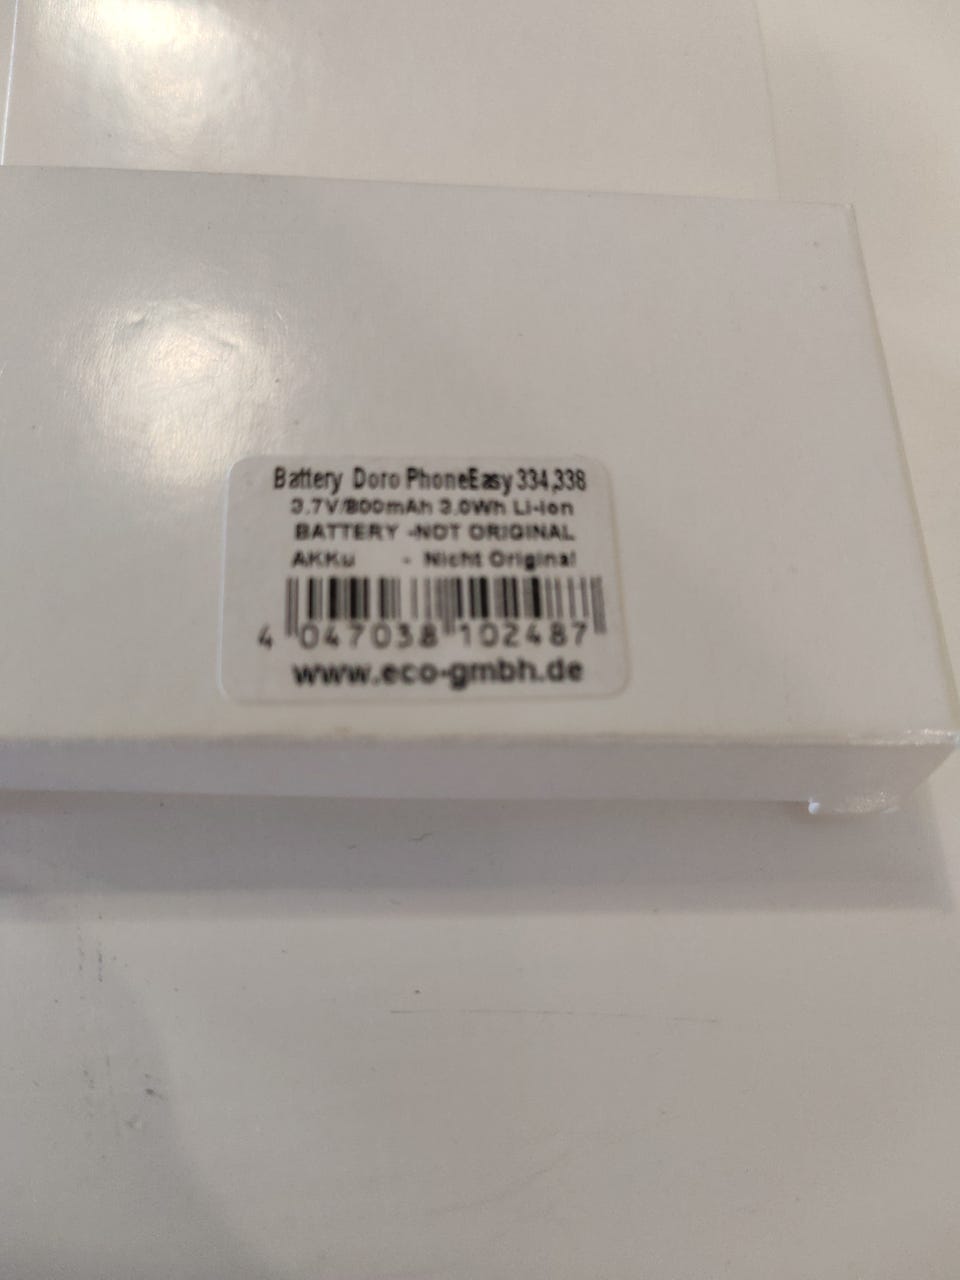 Battery Doro PhoneEasy 334,338
3.7V/800mAh 3.0Wh Li-Ion
BATTERY -NOT ORIGINAL
AKKu - Nicht Original
4 047038 102487
www.eco-gmbh.de